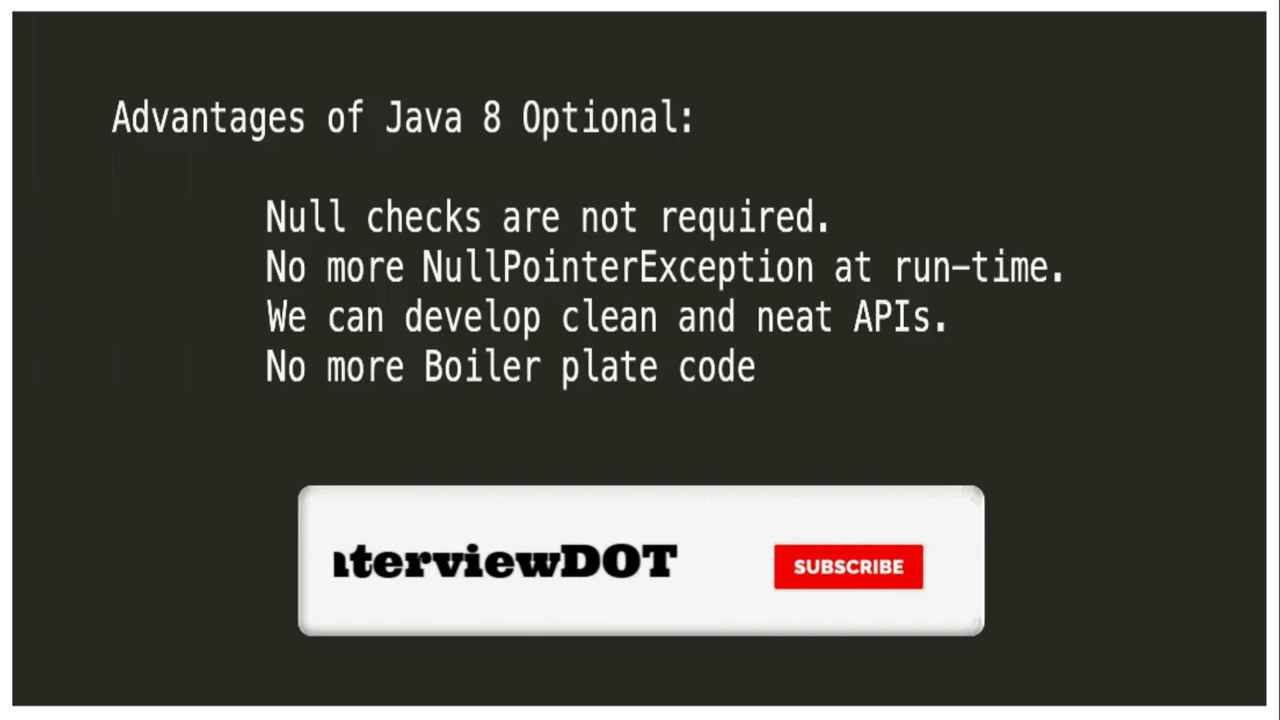 Advantages of Java 8 Optional:
Null checks are not required.
No more NullPointerException at run-time.
We can develop clean and neat APIs.
No more Boiler plate code
nterviewDOT
SUBSCRIBE